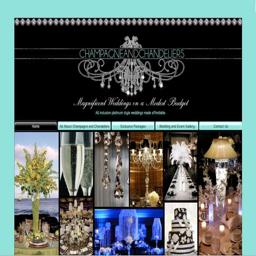 CHAMPAGNEANDCHANDELIERS
Magnificent Weddings on a Modest Budget
All inclusive platinum style weddings made affordable
Home
All About Champagne and Chandeliers
Exclusive Packages
Wedding and Event Gallery
Contact Us